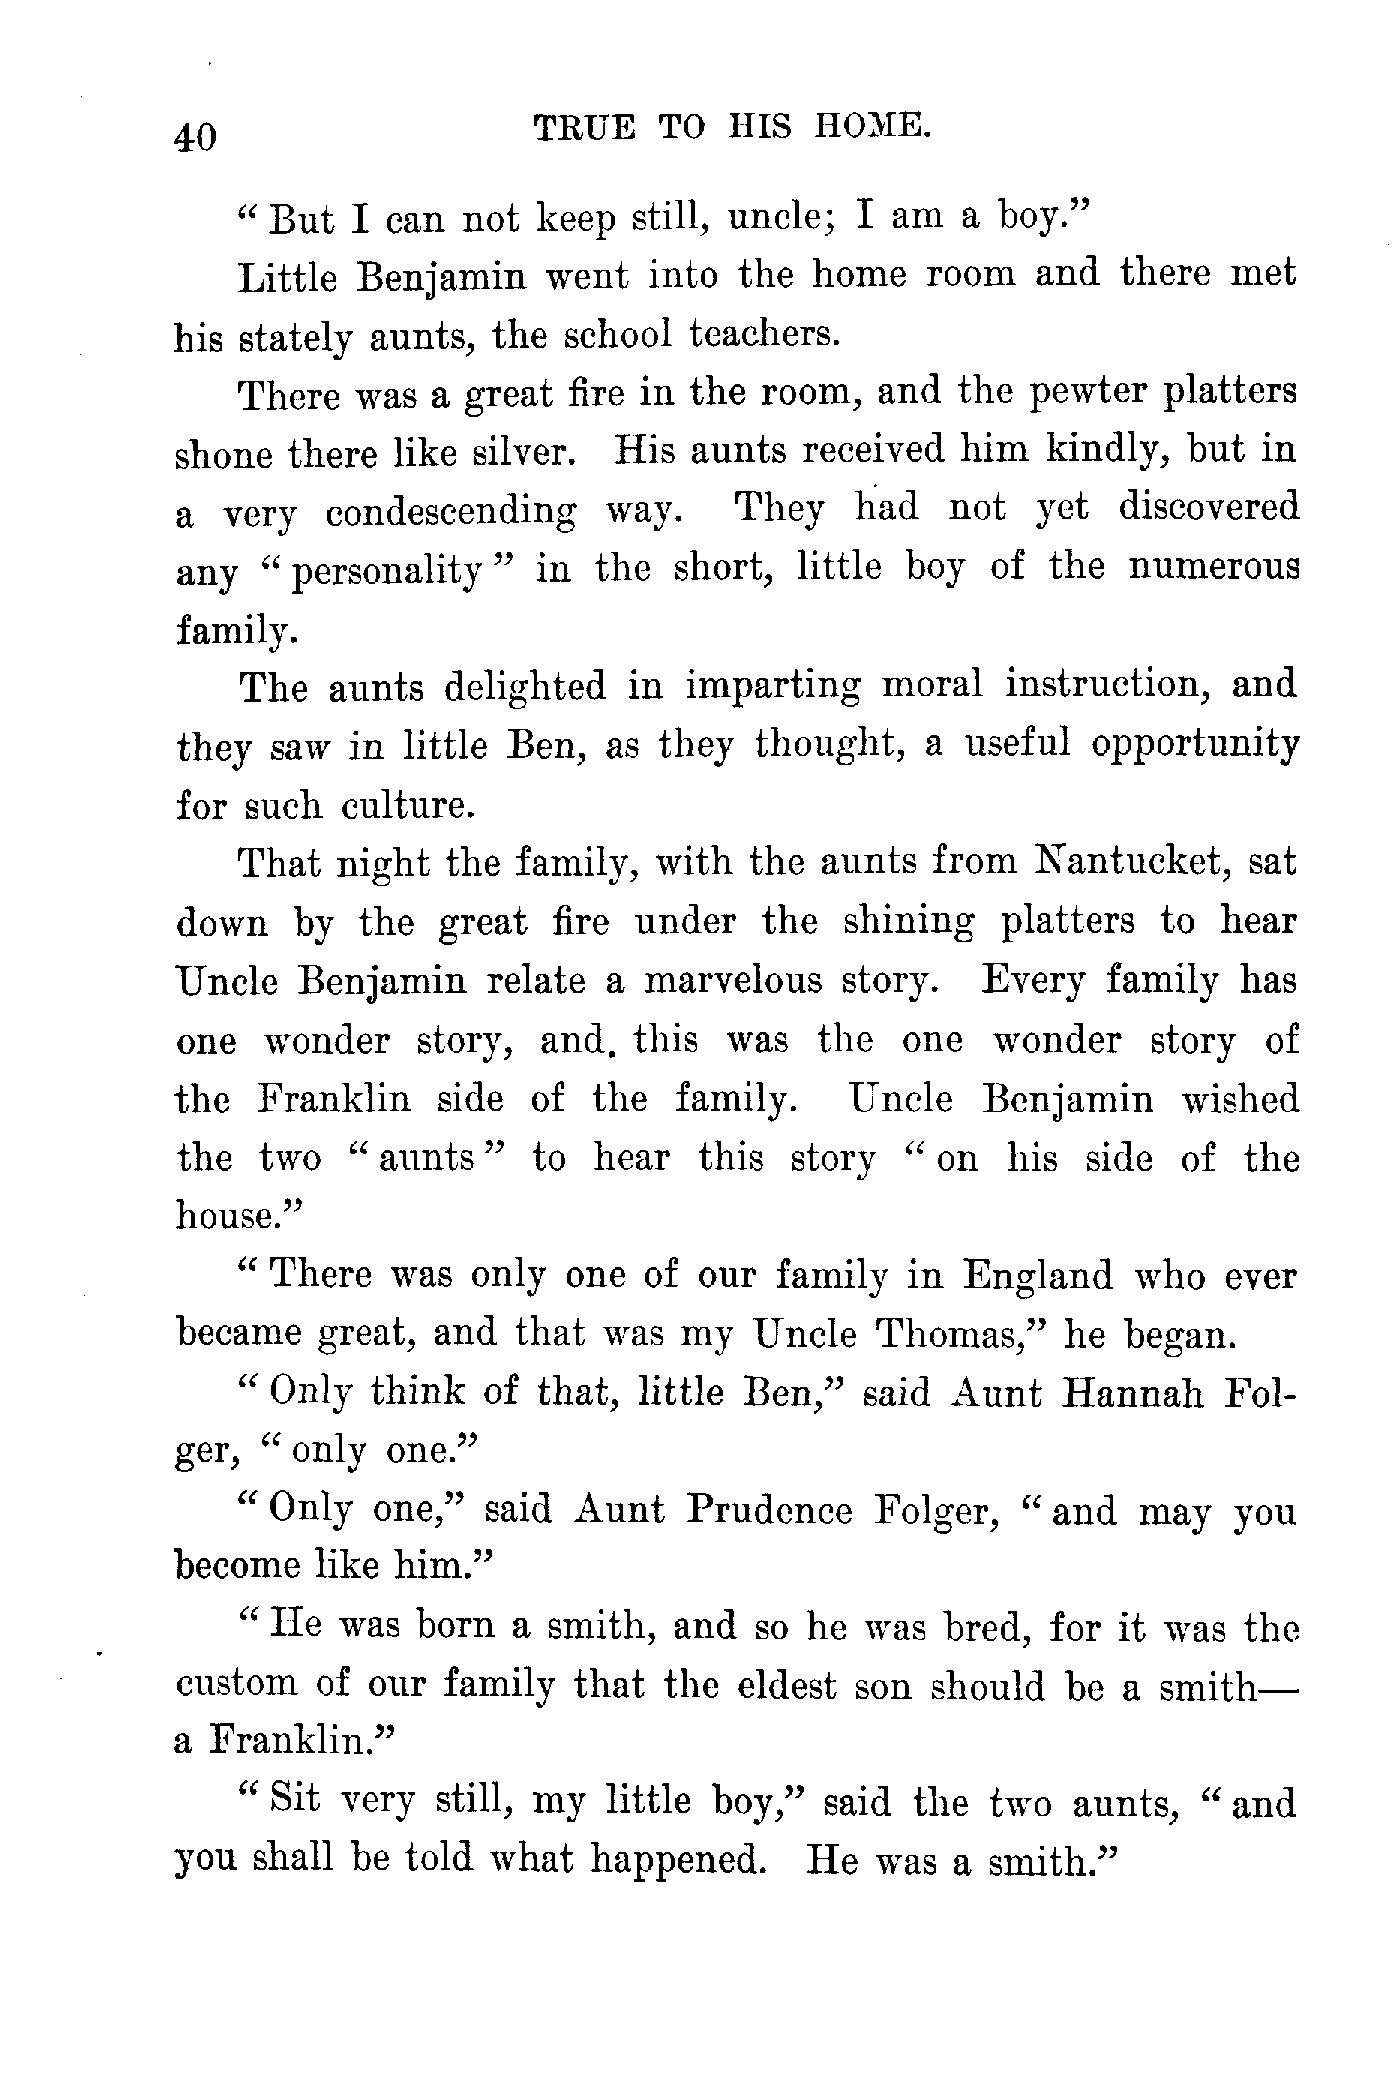 40 TRUE TO HIS HOME.
“ But I can not keep still, uncle; I am a boy.”
Little Benjamin went into the home room and there met
his stately aunts, the school teachers.
There was a great fire in the room, and the pewter platters
shone there like silver. His aunts received him kindly, but in
a very condescending way. They had not yet discovered
any “ personality ” in the short, little boy of the numerous
family.
The aunts delighted in imparting moral instruction, and
they saw in little Ben, as they thought, a useful opportunity
for such culture.
That night the family, with the aunts from Nantucket, sat
down by the great fire under the shining platters to hear
Uncle Benjamin relate a marvelous story. Every family has
one wonder story, and. this was the one wonder story of
the Franklin side of the family. Uncle Benjamin wished
the two “ aunts ” to hear this story “ on his side of the
house.”
“ There was only one of our family in England who ever
became great, and that was my Uncle Thomas,” he began.
“ Only think of that, little Ben,” said Aunt Hannah Fol-
ger, “ only one.”
“ Only one,” said Aunt Prudence Folger, “ and may you
become like him.”
“ He was born a smith, and so he was bred, for it was the
custom of our family that the eldest son should be a smith—
a Franklin.”
“ Sit very still, my little boy,” said the two aunts, “ and
you shall be told what happened. He was a smith.”